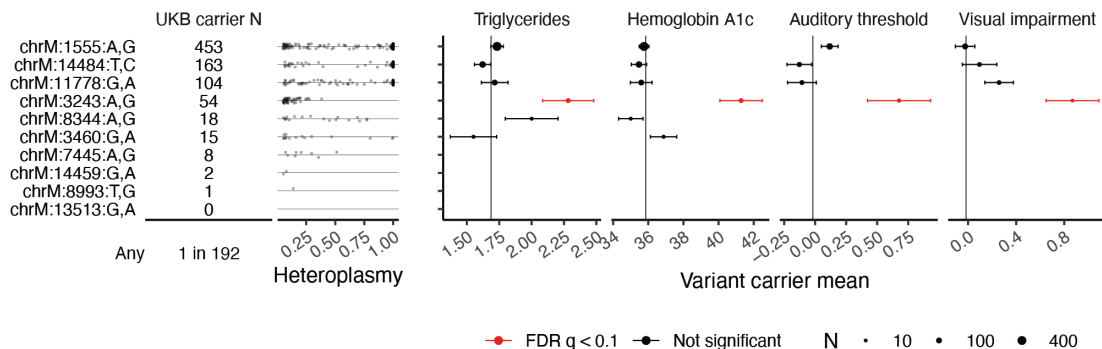 UKB carrier N
Triglycerides
Hemoglobin A1c
Auditory threshold
Visual impairment
chrM:1555:A,G 453
chrM:14484:T,C 163
chrM:11778:G,A 104
chrM:3243:A,G 54
chrM:8344:A,G 18
chrM:3460:G,A 15
chrM:7445:A,G 8
chrM:14459:G,A 2
chrM:8993:T,G 1
chrM:13513:G,A 0
Any 1 in 192
0.25 0.50 0.75 1.00
1.50 1.75 2.00 2.25 2.50
34 36 38 40 42
−0.25 0.00 0.25 0.50 0.75
0.0 0.4 0.8
Heteroplasmy
Variant carrier mean
FDR q < 0.1 Not significant N 10 100 400